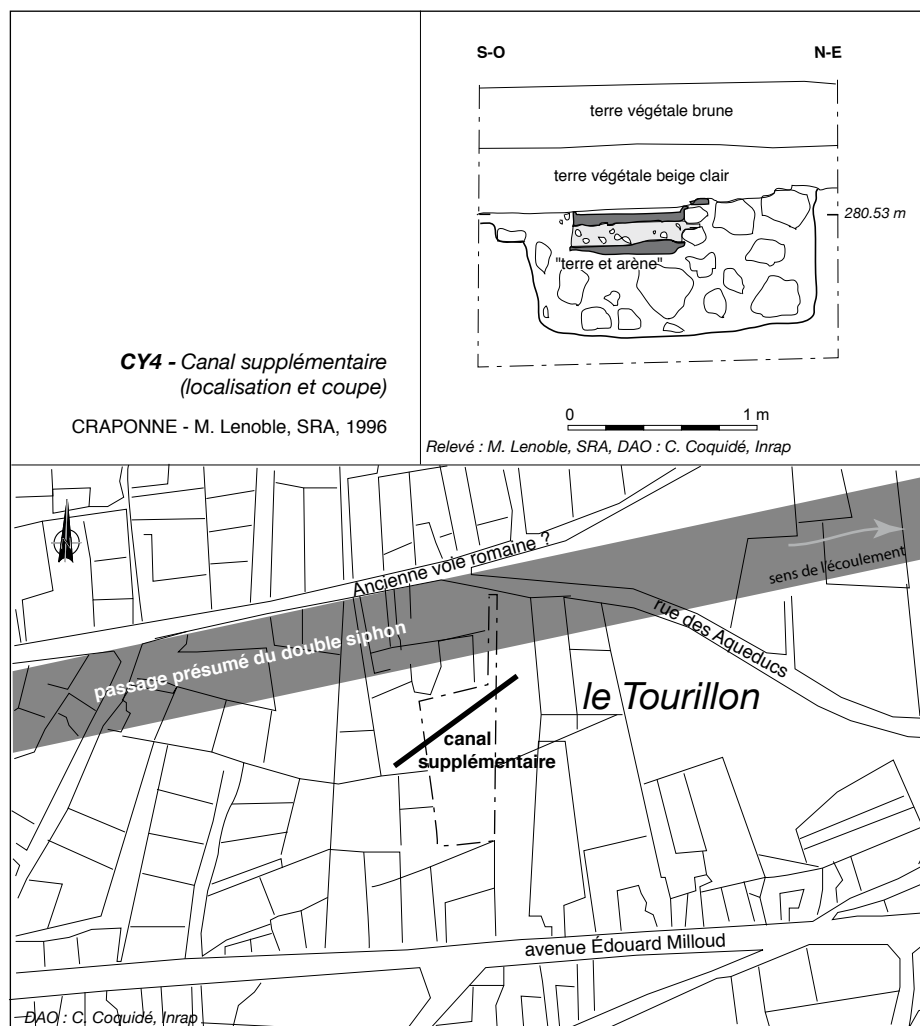 S-O
N-E
terre végétale brune
terre végétale beige clair
280.53 m
"terre et arène"
CY4 - Canal supplémentaire
(localisation et coupe)
CRAPONNE - M. Lenoble, SRA, 1996
0
1 m
Relevé : M. Lenoble, SRA, DAO : C. Coquidé, Inrap
Ancienne voie romaine ?
sens de l'écoulement
passage présumé du double siphon
rue des Aqueducs
le Tourillon
canal
supplémentaire
avenue Édouard Milloud
DAO : C. Coquidé, Inrap